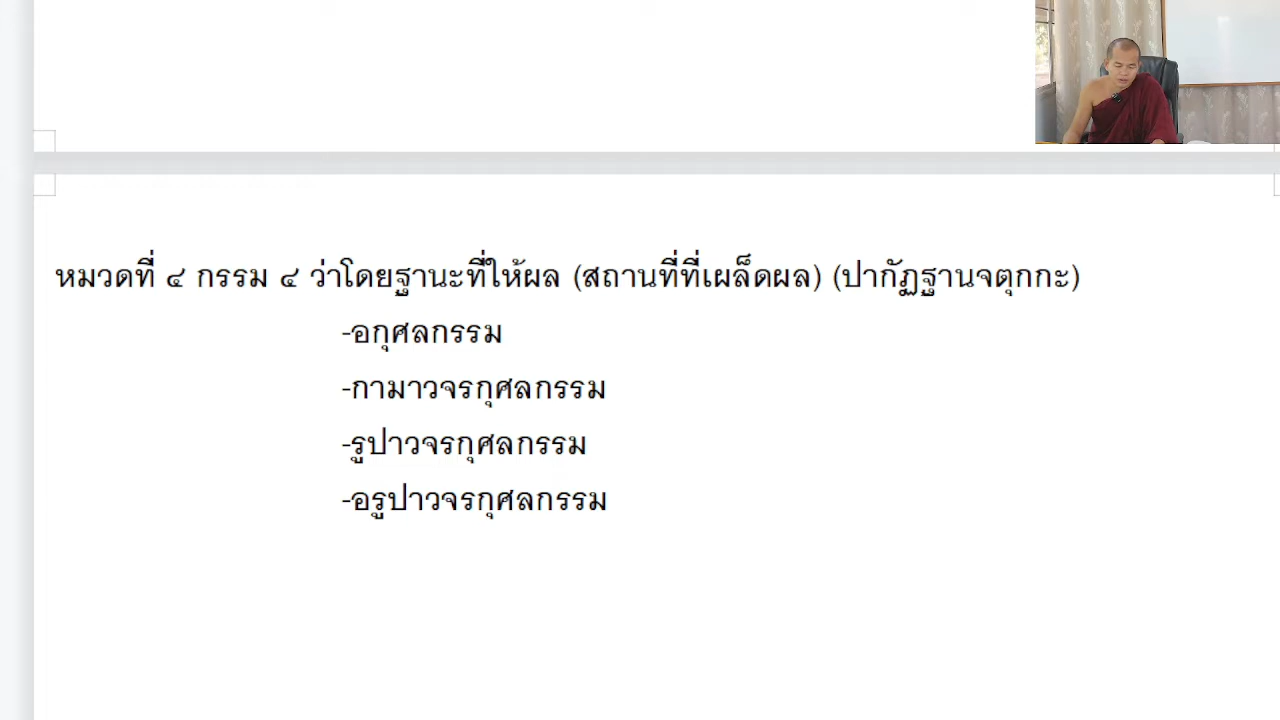 หมวดที่ ๔ กรรม ๔ ว่าโดยฐานะที่ให้ผล (สถานที่ที่เผล็ดผล) (ปากัฏฐานจตุกกะ)
-อกุศลกรรม
-กามาวจรกุศลกรรม
-รูปาวจรกุศลกรรม
-อรูปาวจรกุศลกรรม